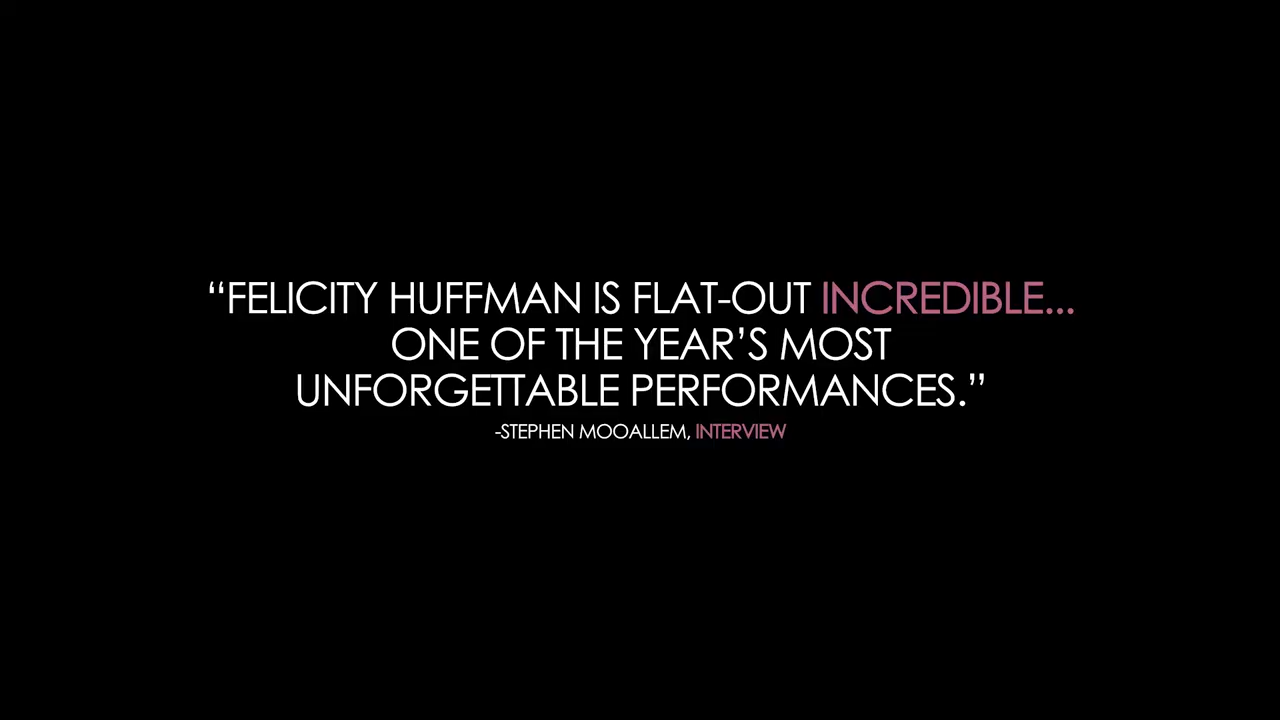 “FELICITY HUFFMAN IS FLAT-OUT INCREDIBLE...
ONE OF THE YEAR’S MOST
UNFORGETTABLE PERFORMANCES.”
-STEPHEN MOOALLEM, INTERVIEW